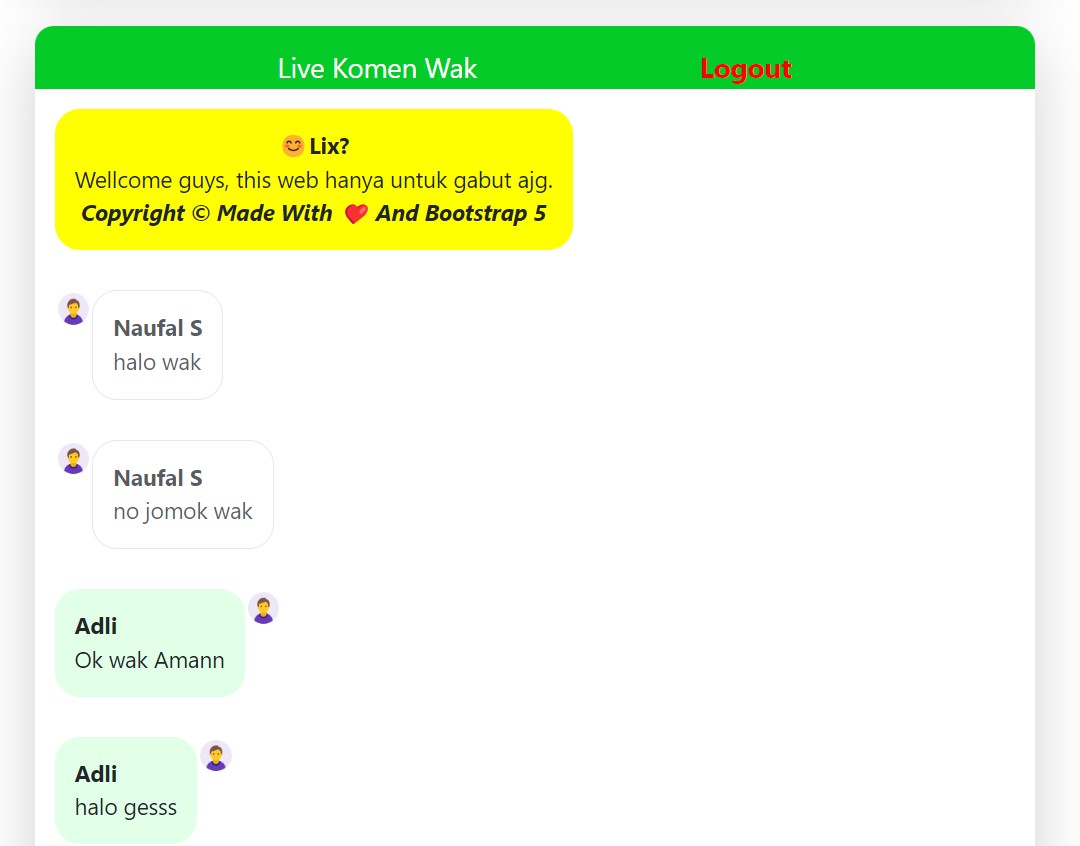 Live Komen Wak Logout
😊 Lix?
Wellcome guys, this web hanya untuk gabut ajg.
Copyright © Made With ❤️ And Bootstrap 5
Naufal S
halo wak
Naufal S
no jomok wak
Adli
Ok wak Amann
Adli
halo gesss